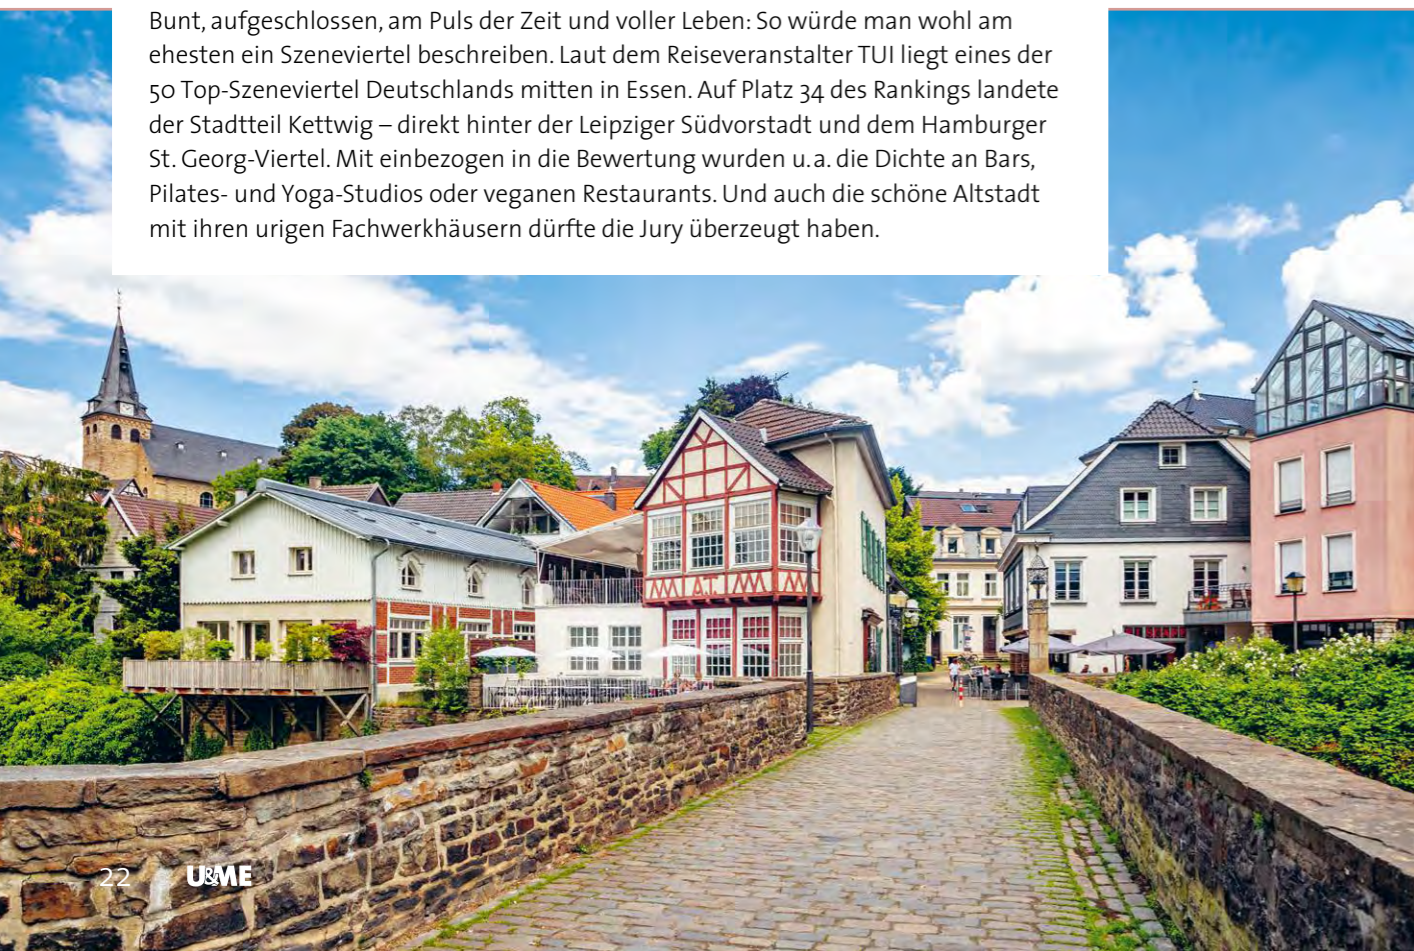 Bunt, aufgeschlossen, am Puls der Zeit und voller Leben: So würde man wohl am
ehesten ein Szeneviertel beschreiben. Laut dem Reiseveranstalter TUI liegt eines der
50 Top-Szeneviertel Deutschlands mitten in Essen. Auf Platz 34 des Rankings landete
der Stadtteil Kettwig – direkt hinter der Leipziger Südvorstadt und dem Hamburger
St. Georg-Viertel. Mit einbezogen in die Bewertung wurden u. a. die Dichte an Bars,
Pilates- und Yoga-Studios oder veganen Restaurants. Und auch die schöne Altstadt
mit ihren urigen Fachwerkhäusern dürfte die Jury überzeugt haben.
22 U&ME